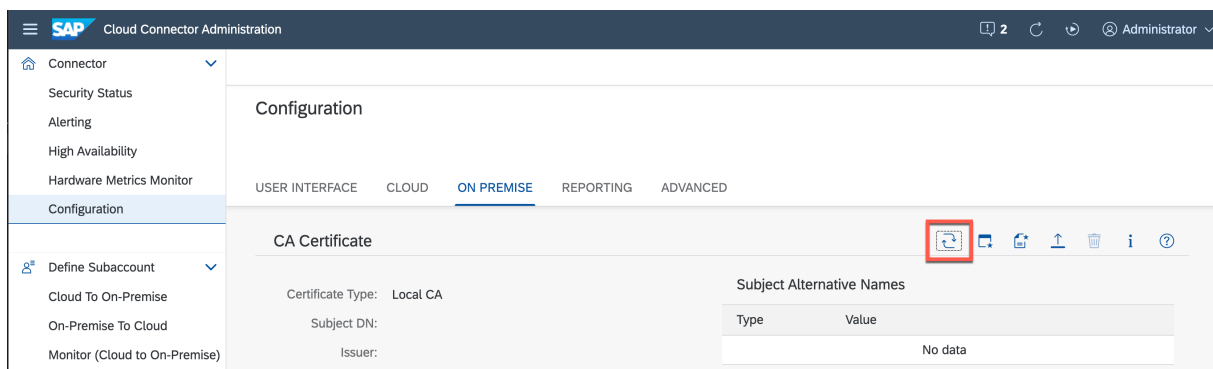 SAP Cloud Connector Administration 2 Administrator
Connector
Security Status
Alerting
High Availability
Hardware Metrics Monitor
Configuration
Define Subaccount
Cloud To On-Premise
On-Premise To Cloud
Monitor (Cloud to On-Premise)
Configuration
USER INTERFACE CLOUD ON PREMISE REPORTING ADVANCED
CA Certificate
Certificate Type: Local CA
Subject DN:
Issuer:
Subject Alternative Names
Type Value
No data